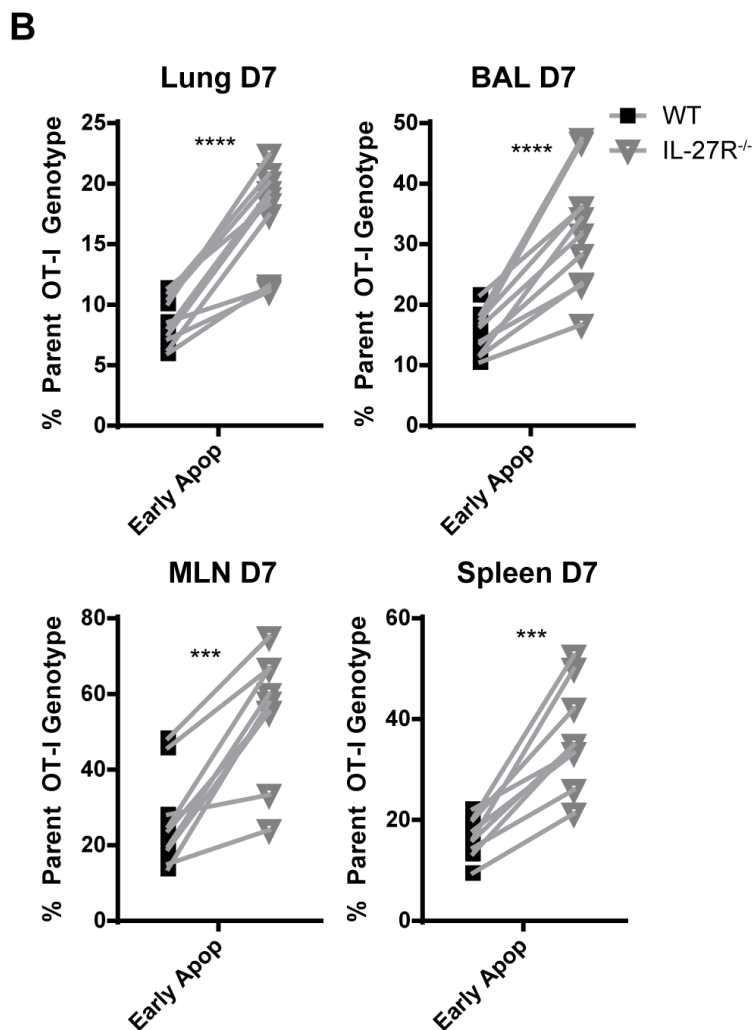 B
Lung D7
% Parent OT-I Genotype
25
20
15
10
5
0
****
Early Apop
BAL D7
% Parent OT-I Genotype
50
40
30
20
10
0
****
Early Apop
WT
IL-27R-/-
MLN D7
% Parent OT-I Genotype
80
60
40
20
0
***
Early Apop
Spleen D7
% Parent OT-I Genotype
60
40
20
0
***
Early Apop